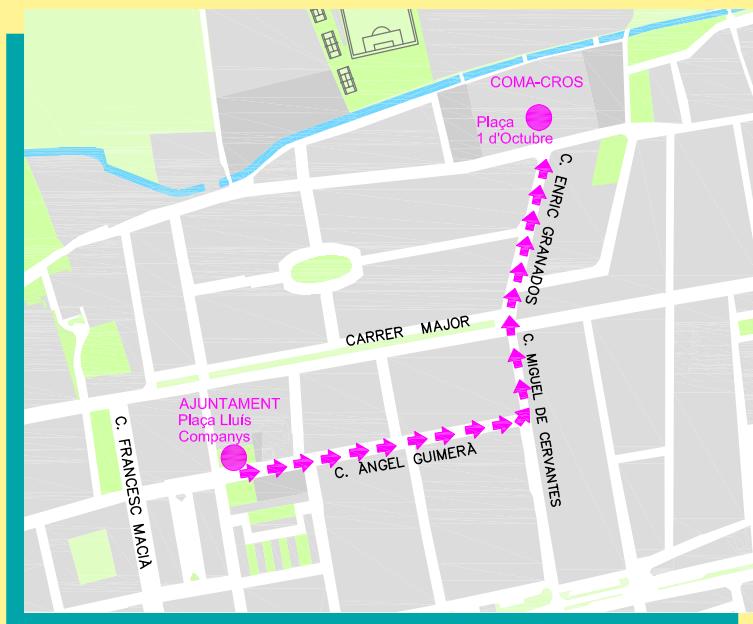 COMA-CROS
Plaça
1 d'Octubre
C. ENRIC GRANADOS
CARRER MAJOR
C. MIGUEL DE CERVANTES
AJUNTAMENT
Plaça Lluís
Companys
C. ÀNGEL GUIMERÀ
C. FRANCESC MACIÀ